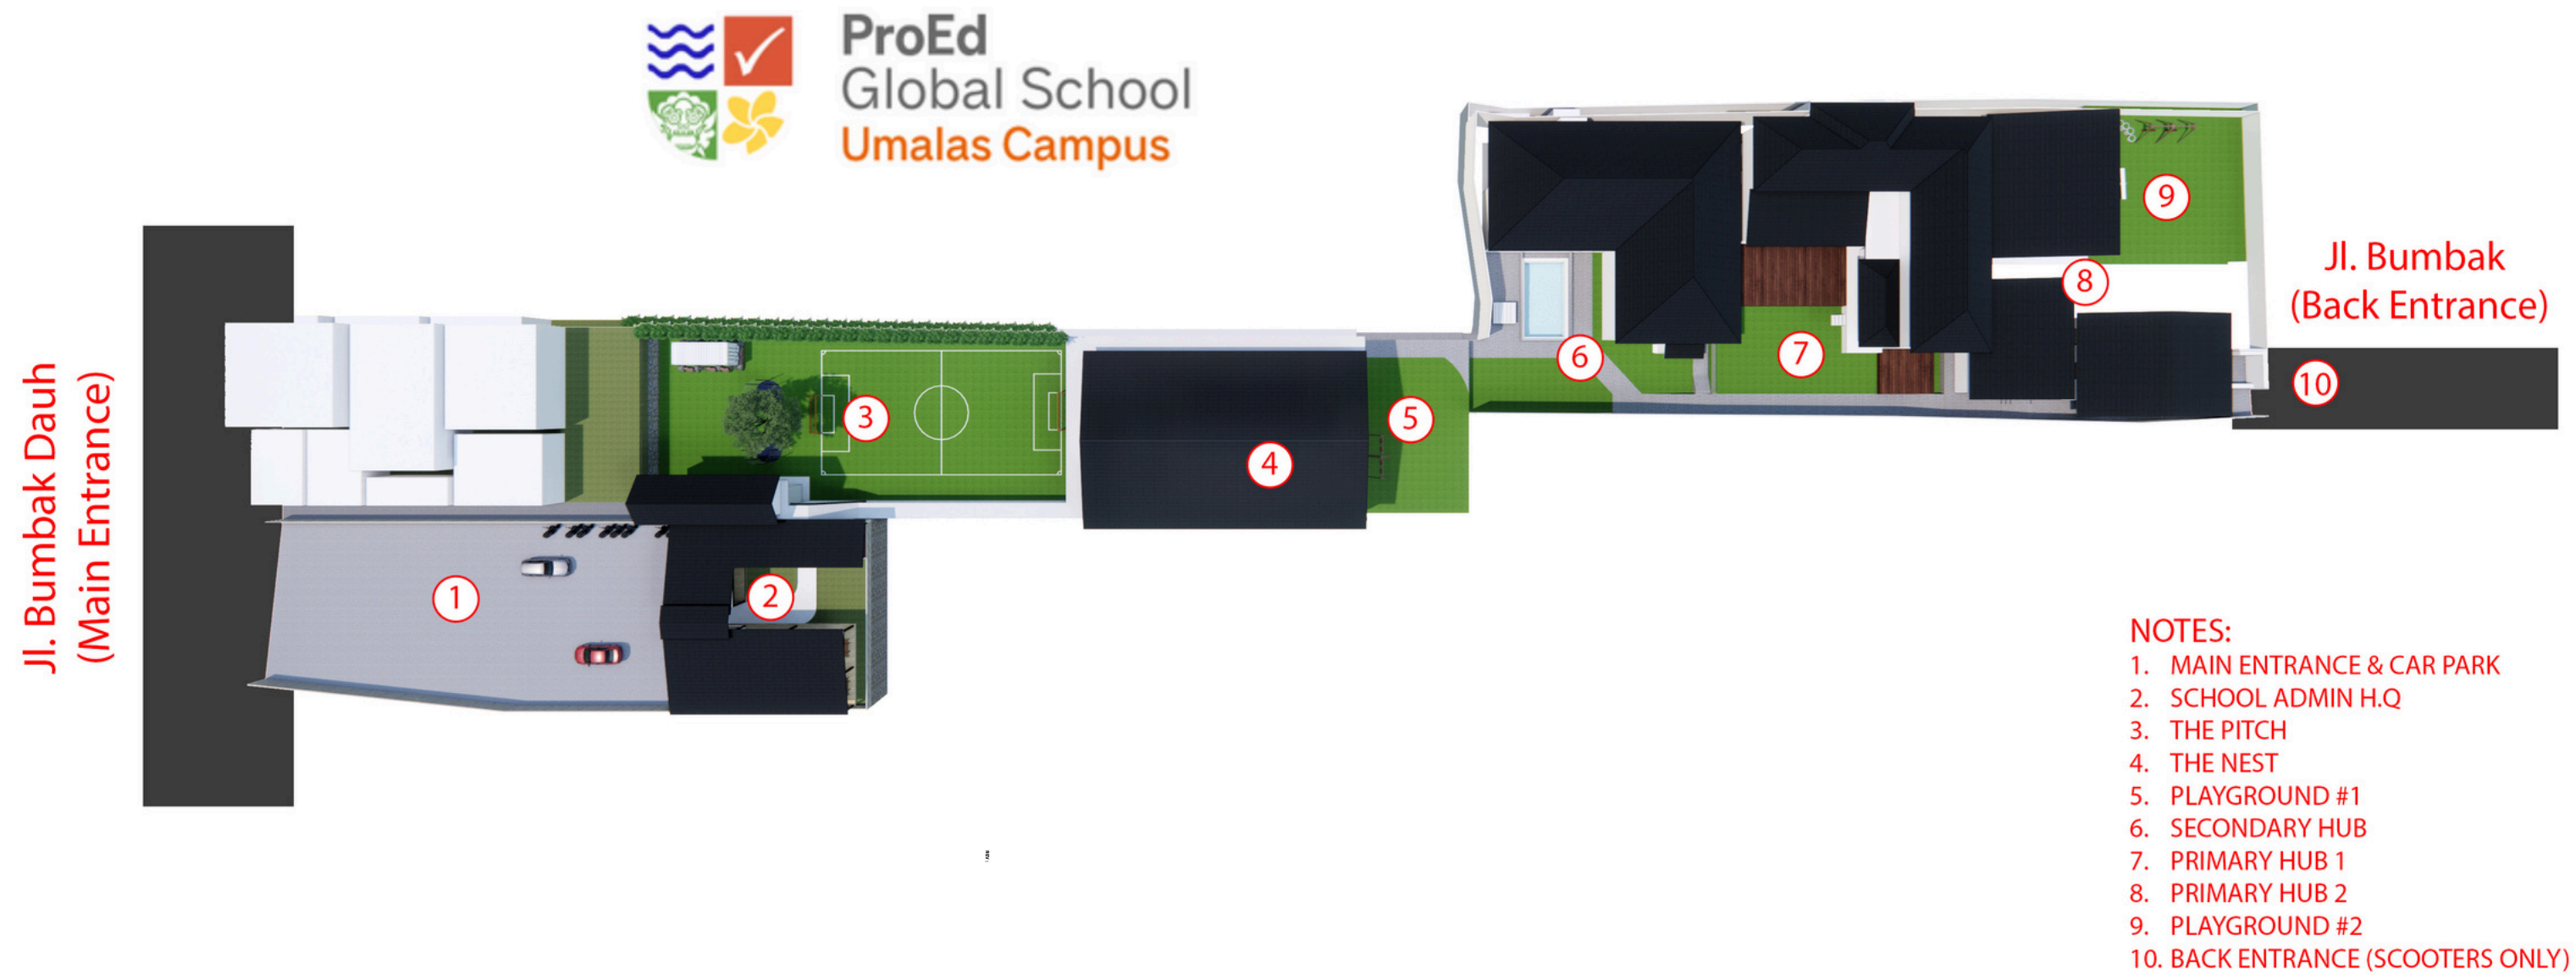 ProEd
Global School
Umalas Campus
Jl. Bumbak Dauh
(Main Entrance)
1
2
3
4
5
6
7
8
9
10
Jl. Bumbak
(Back Entrance)
NOTES:
1. MAIN ENTRANCE & CAR PARK
2. SCHOOL ADMIN H.Q
3. THE PITCH
4. THE NEST
5. PLAYGROUND #1
6. SECONDARY HUB
7. PRIMARY HUB 1
8. PRIMARY HUB 2
9. PLAYGROUND #2
10. BACK ENTRANCE (SCOOTERS ONLY)